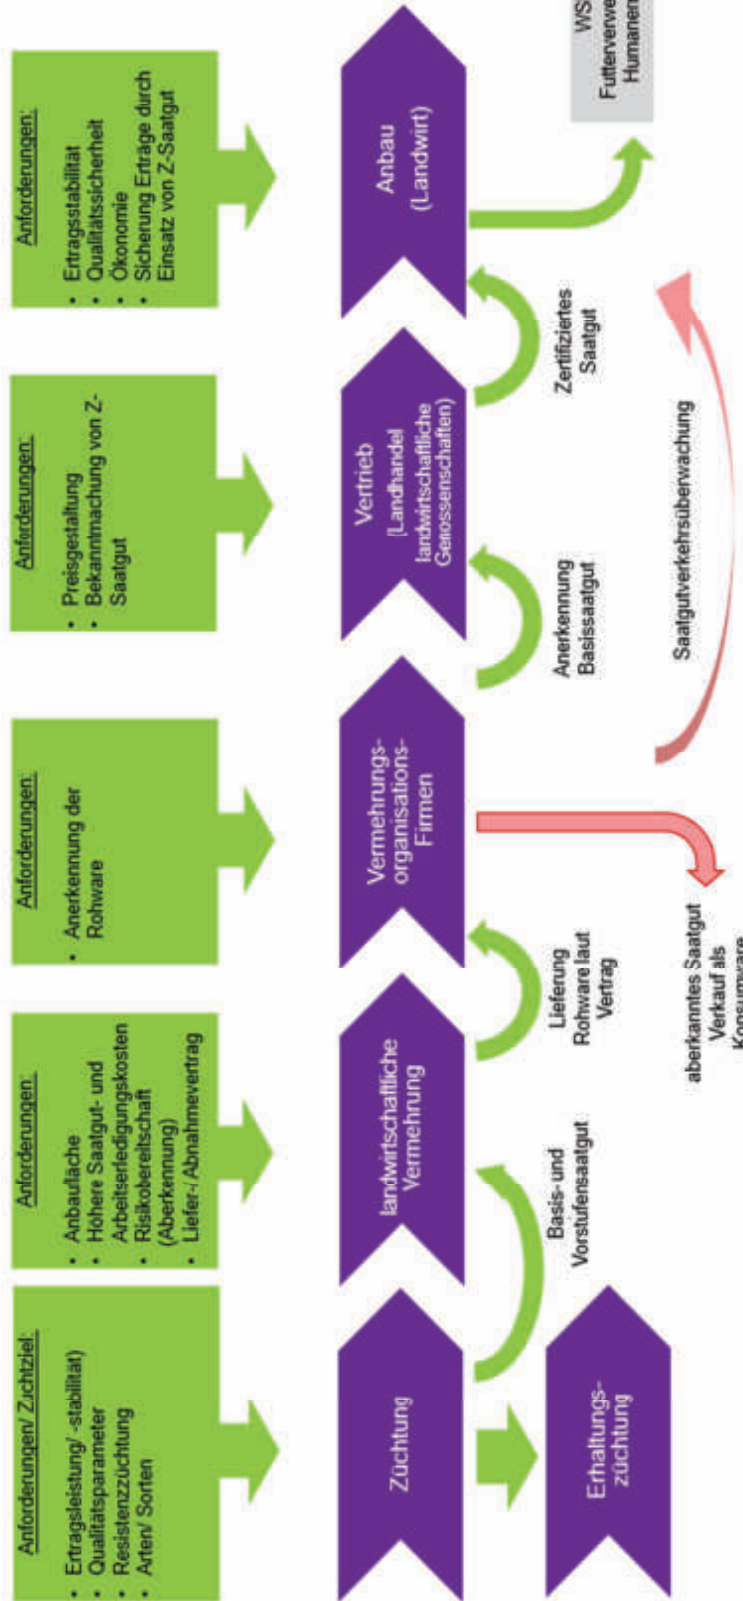 Anforderungen/ Zuchtziel:
• Ertragsleistung/ -stabilität)
• Qualitätsparameter
• Resistenzzüchtung
• Arten/ Sorten
Anforderungen:
• Anbaufläche
• Höhere Saatgut- und
Arbeitserledigungskosten
• Risikobereitschaft
(Aberkennung)
• Liefer-/ Abnahmevertrag
Anforderungen:
• Anerkennung der
Rohware
Anforderungen:
• Preisgestaltung
• Bekanntmachung von Z-
Saatgut
Anforderungen:
• Ertragsstabilität
• Qualitätssicherheit
• Ökonomie
• Sicherung Erträge durch
Einsatz von Z-Saatgut
Züchtung
landwirtschaftliche
Vermehrung
Vermehrungs-
organisations-
Firmen
Vertrieb
(Landhandel
landwirtschaftliche
Genossenschaften)
Anbau
(Landwirt)
Erhaltungs-
züchtung
Basis- und
Vorstufensaatgut
Lieferung
Rohware laut
Vertrag
Anerkennung
Basissaatgut
Zertifiziertes
Saatgut
WS
Futterverwe
Humanern
aberkanntes Saatgut
Verkauf als
Konsumware
Saatgutverkehrsüberwachung